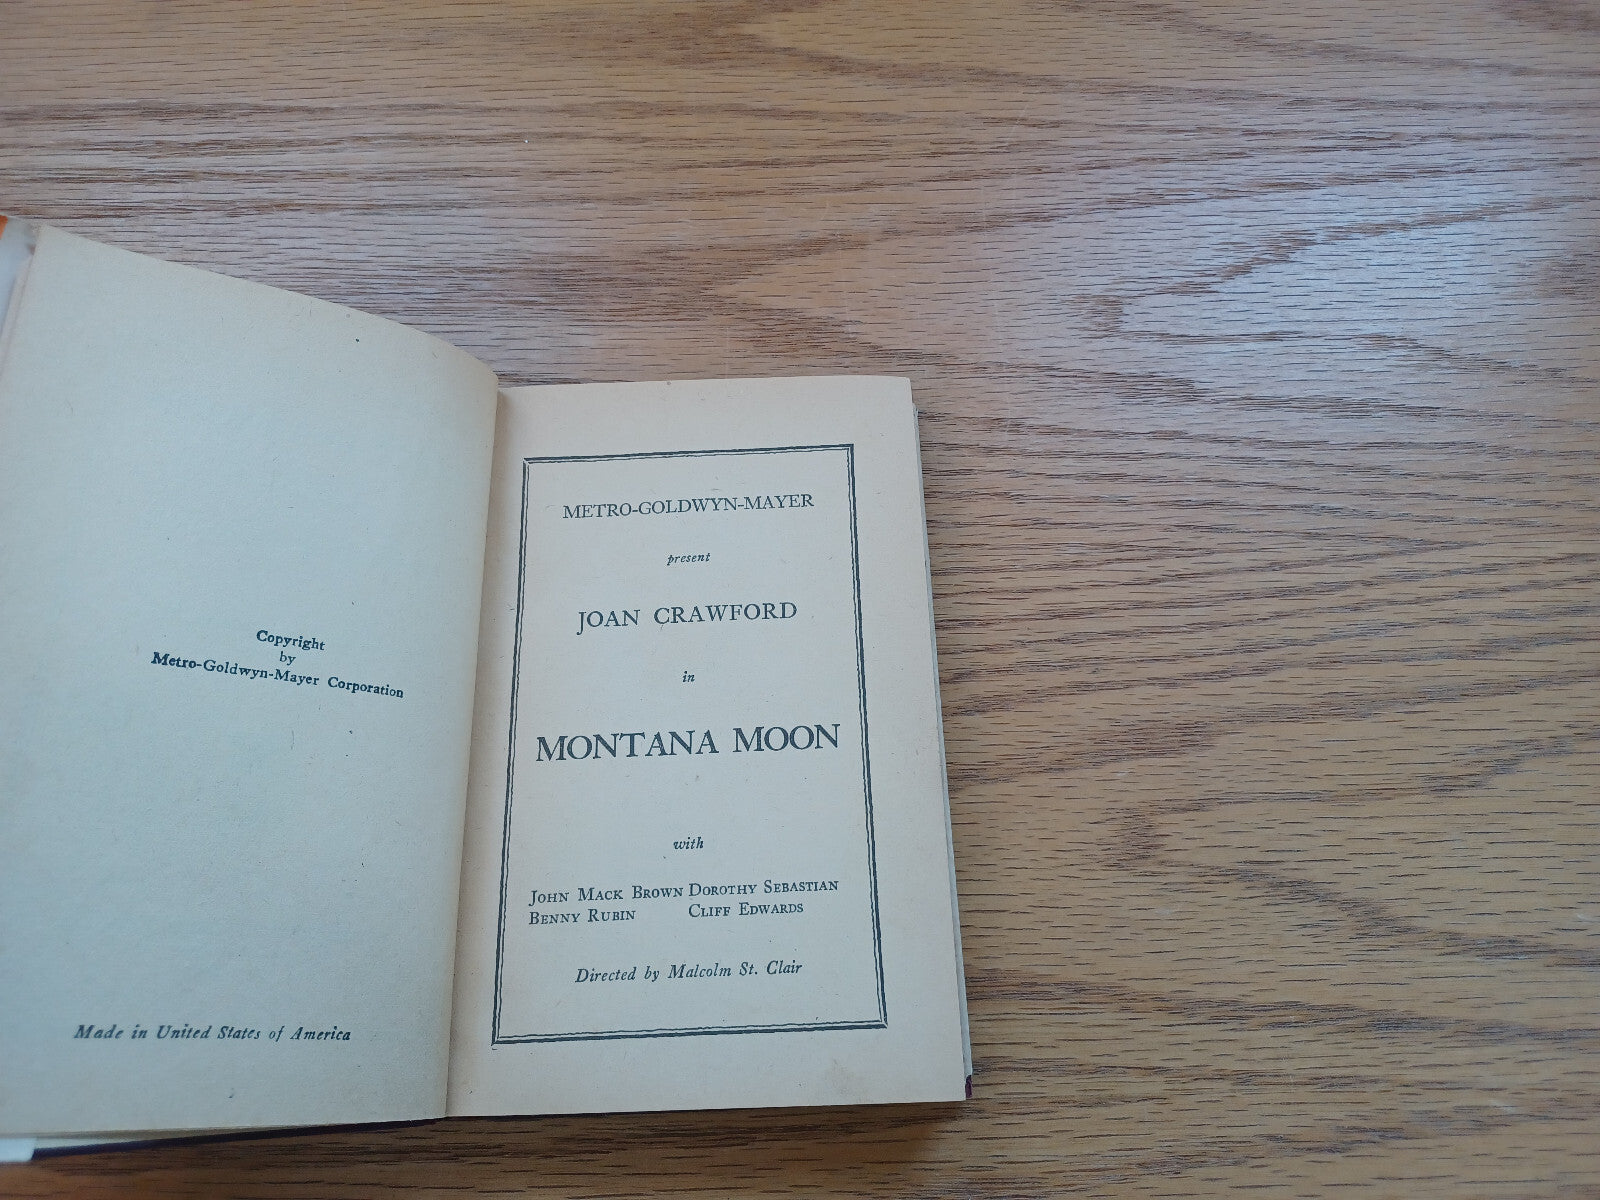 Copyright
by
Metro-Goldwyn-Mayer Corporation
Made in United States of America
METRO-GOLDWYN-MAYER
present
JOAN CRAWFORD
in
MONTANA MOON
with
JOHN MACK BROWN DOROTHY SEBASTIAN
BENNY RUBIN CLIFF EDWARDS
Directed by Malcolm St. Clair